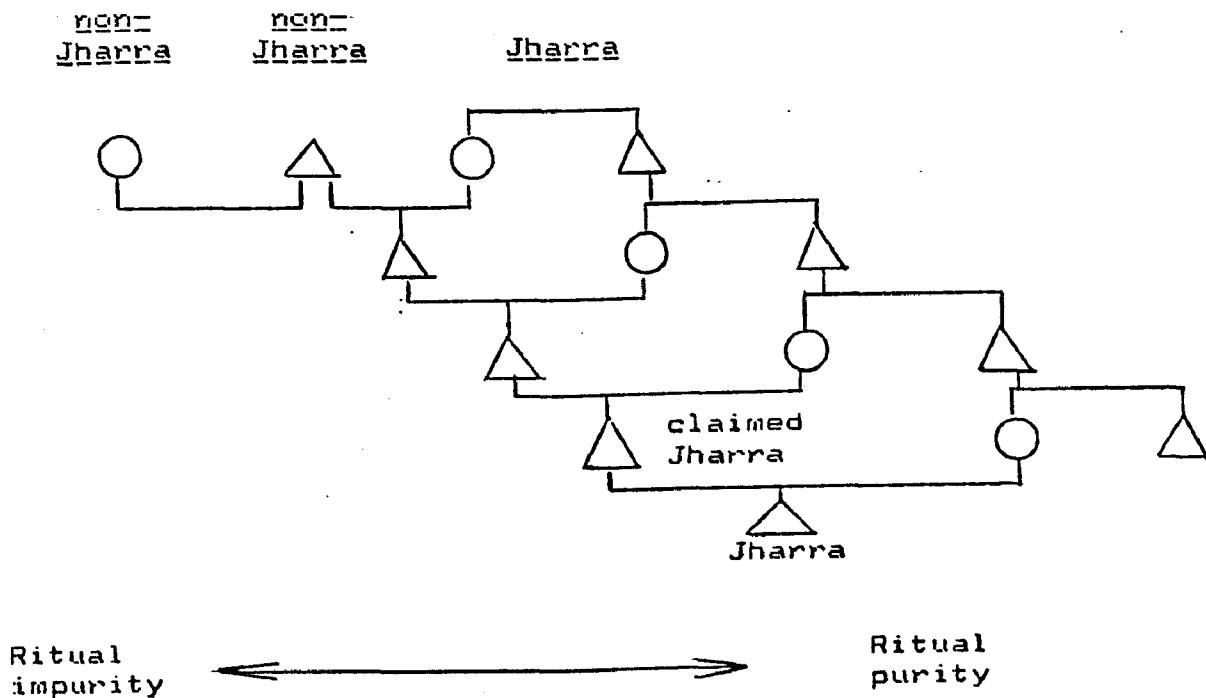 non-
Jharra
non-
Jharra
Jharra
claimed
Jharra
Jharra
Ritual
impurity
Ritual
purity